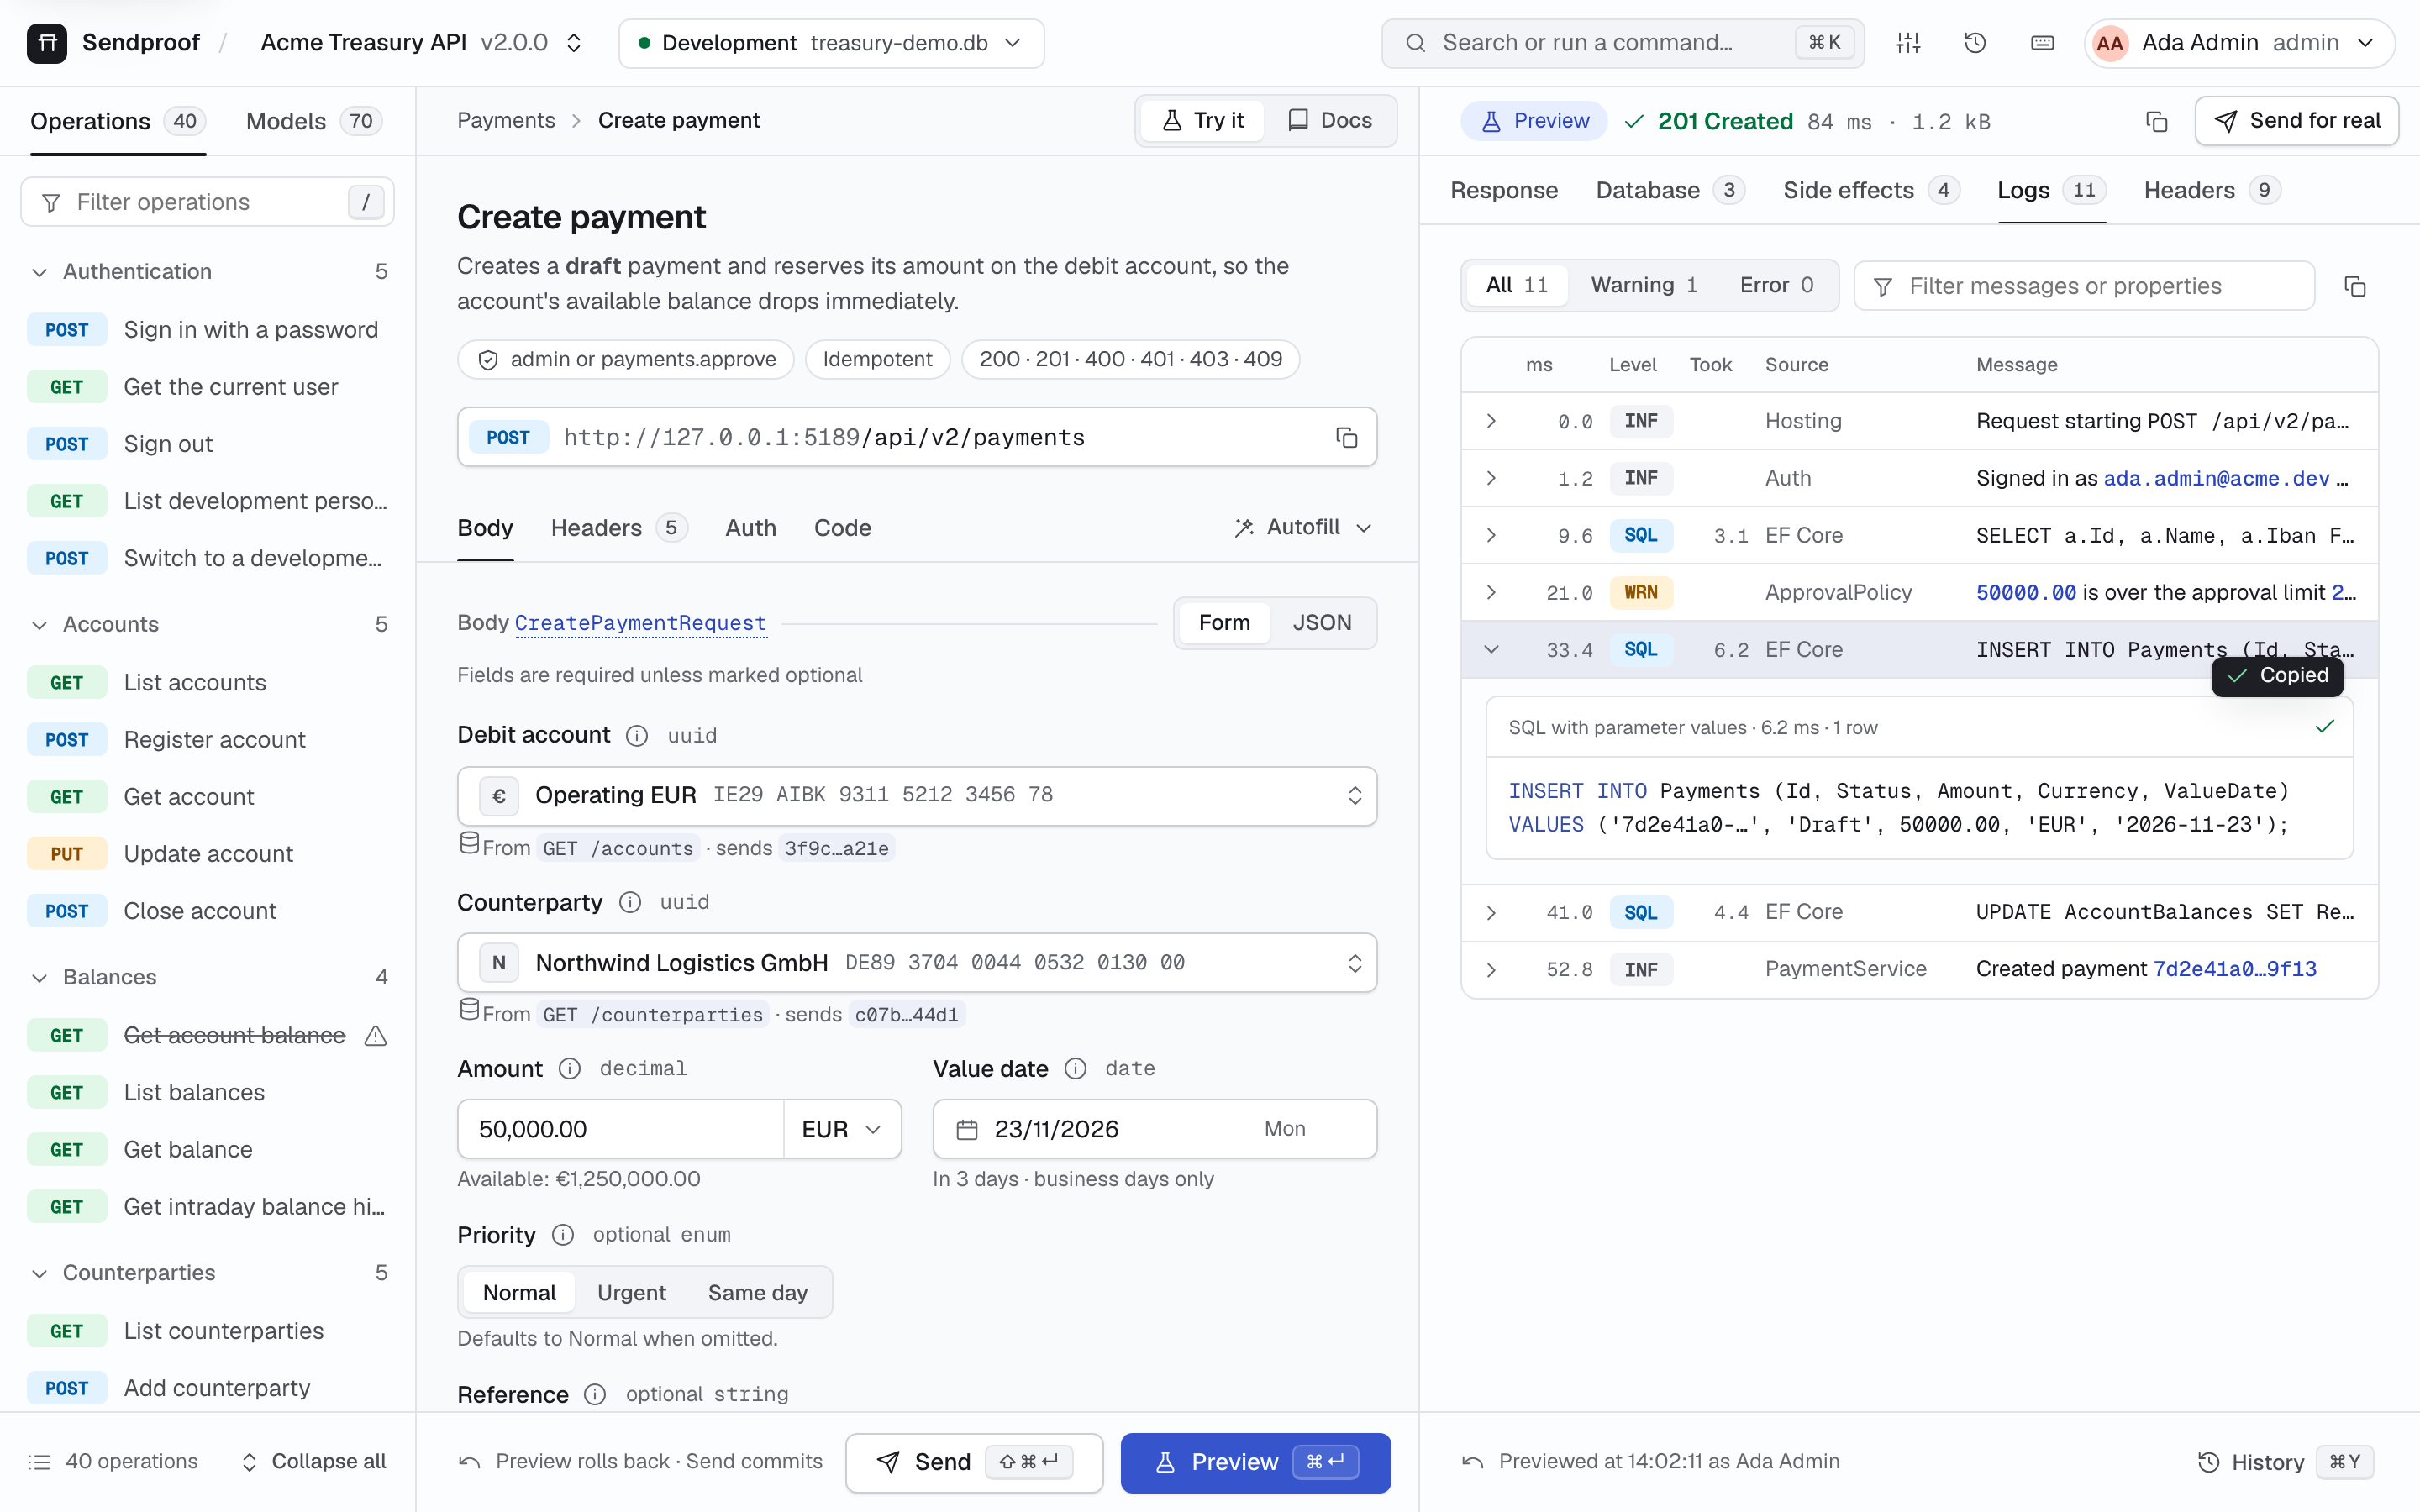 Sendproof / Acme Treasury API v2.0.0 Development treasury-demo.db Search or run a command... ⌘K AA Ada Admin admin
Operations 40 Models 70
Filter operations /
Authentication 5
POST Sign in with a password
GET Get the current user
POST Sign out
GET List development perso...
POST Switch to a developme...
Accounts 5
GET List accounts
POST Register account
GET Get account
PUT Update account
POST Close account
Balances 4
GET Get account balance
GET List balances
GET Get balance
GET Get intraday balance hi...
Counterparties 5
GET List counterparties
POST Add counterparty
40 operations Collapse all
Payments > Create payment Try it Docs
Create payment
Creates a draft payment and reserves its amount on the debit account, so the
account's available balance drops immediately.
admin or payments.approve Idempotent 200 · 201 · 400 · 401 · 403 · 409
POST http://127.0.0.1:5189/api/v2/payments
Body Headers 5 Auth Code Autofill
Body CreatePaymentRequest Form JSON
Fields are required unless marked optional
Debit account uuid
€ Operating EUR IE29 AIBK 9311 5212 3456 78
From GET /accounts · sends 3f9c…a21e
Counterparty uuid
N Northwind Logistics GmbH DE89 3704 0044 0532 0130 00
From GET /counterparties · sends c07b…44d1
Amount decimal Value date date
50,000.00 EUR 23/11/2026 Mon
Available: €1,250,000.00 In 3 days · business days only
Priority optional enum
Normal Urgent Same day
Defaults to Normal when omitted.
Reference optional string
Preview rolls back · Send commits Send ⇧⌘↵ Preview ⌘↵
Preview 201 Created 84 ms · 1.2 kB Send for real
Response Database 3 Side effects 4 Logs 11 Headers 9
All 11 Warning 1 Error 0 Filter messages or properties
ms Level Took Source Message
0.0 INF Hosting Request starting POST /api/v2/pa…
1.2 INF Auth Signed in as ada.admin@acme.dev …
9.6 SQL 3.1 EF Core SELECT a.Id, a.Name, a.Iban F…
21.0 WRN ApprovalPolicy 50000.00 is over the approval limit 2…
33.4 SQL 6.2 EF Core INSERT INTO Payments (Id, Sta…
Copied
SQL with parameter values · 6.2 ms · 1 row
INSERT INTO Payments (Id, Status, Amount, Currency, ValueDate)
VALUES ('7d2e41a0-…', 'Draft', 50000.00, 'EUR', '2026-11-23');
41.0 SQL 4.4 EF Core UPDATE AccountBalances SET Re…
52.8 INF PaymentService Created payment 7d2e41a0…9f13
Previewed at 14:02:11 as Ada Admin History ⌘Y